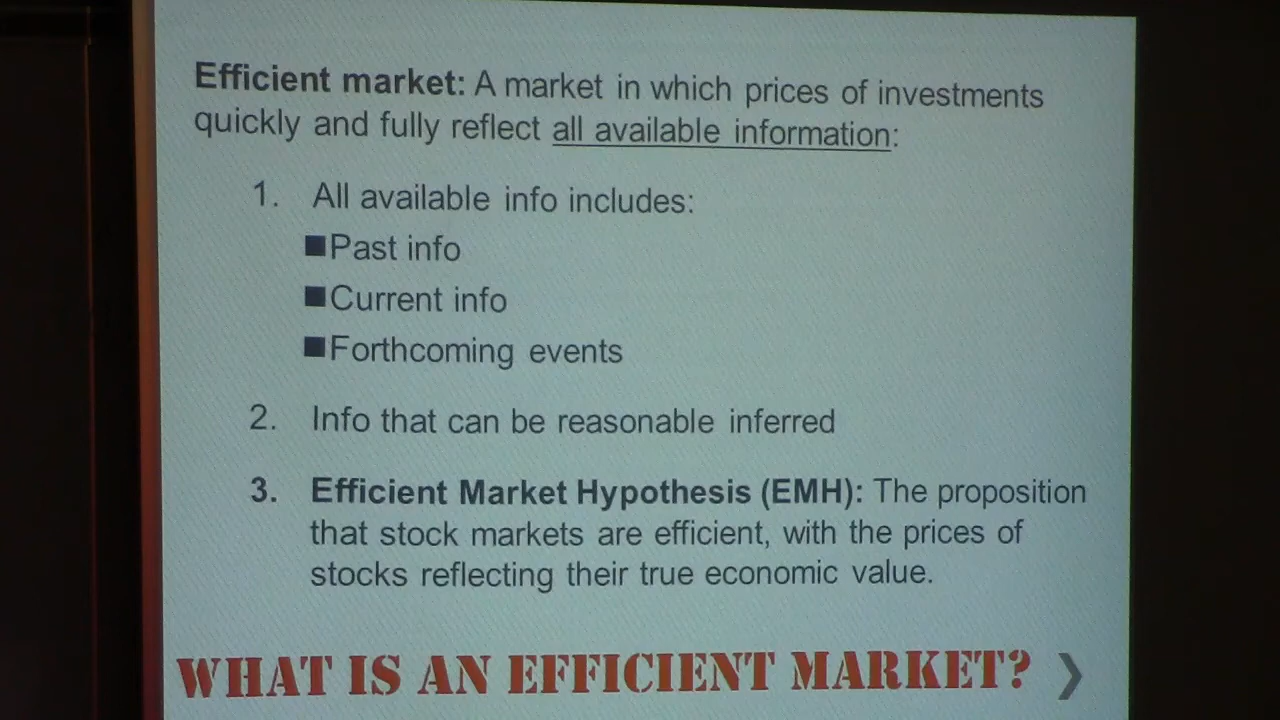 Efficient market: A market in which prices of investments
quickly and fully reflect all available information:
1. All available info includes:
■Past info
■Current info
■Forthcoming events
2. Info that can be reasonable inferred
3. Efficient Market Hypothesis (EMH): The proposition
that stock markets are efficient, with the prices of
stocks reflecting their true economic value.
WHAT IS AN EFFICIENT MARKET?